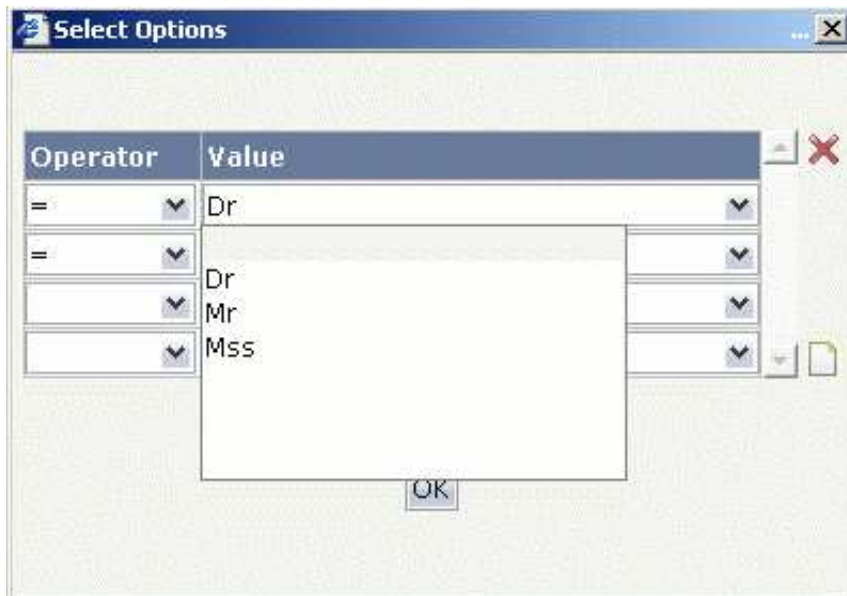 Select Options
...
Operator Value
= Dr
=
Dr
Mr
Mss
OK